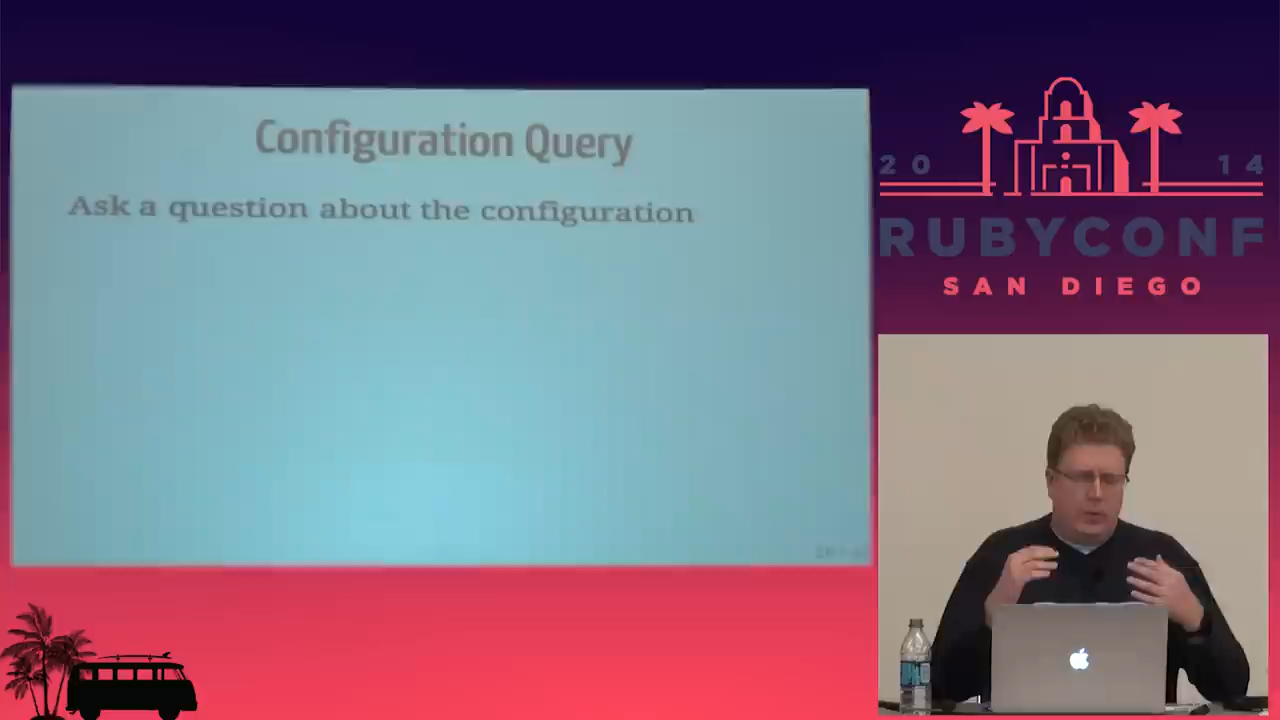 Configuration Query
Ask a question about the configuration
20 14
RUBYCONF
SAN DIEGO